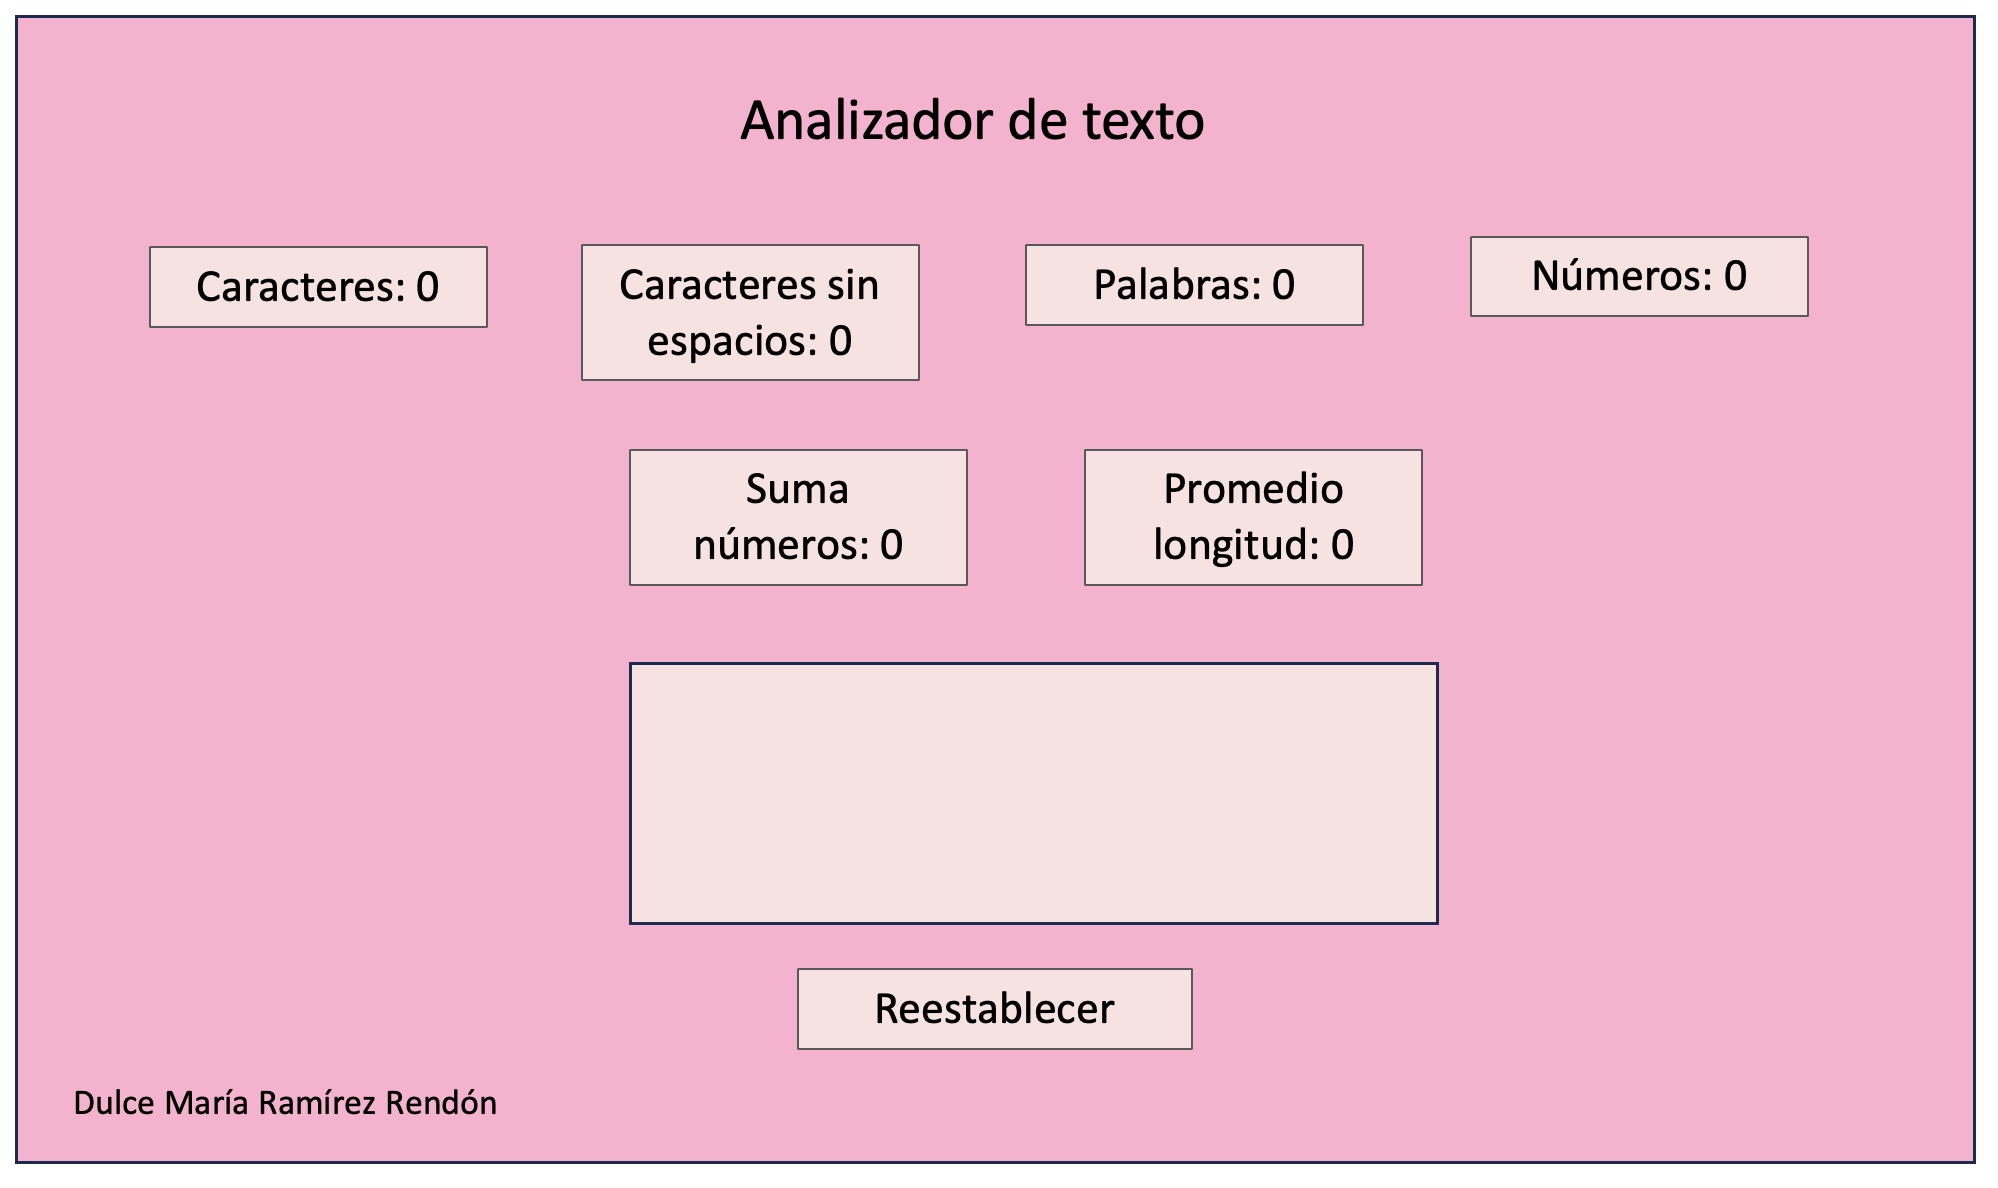 Analizador de texto
Caracteres: 0
Caracteres sin
espacios: 0
Palabras: 0
Números: 0
Suma
números: 0
Promedio
longitud: 0
Reestablecer
Dulce María Ramírez Rendón